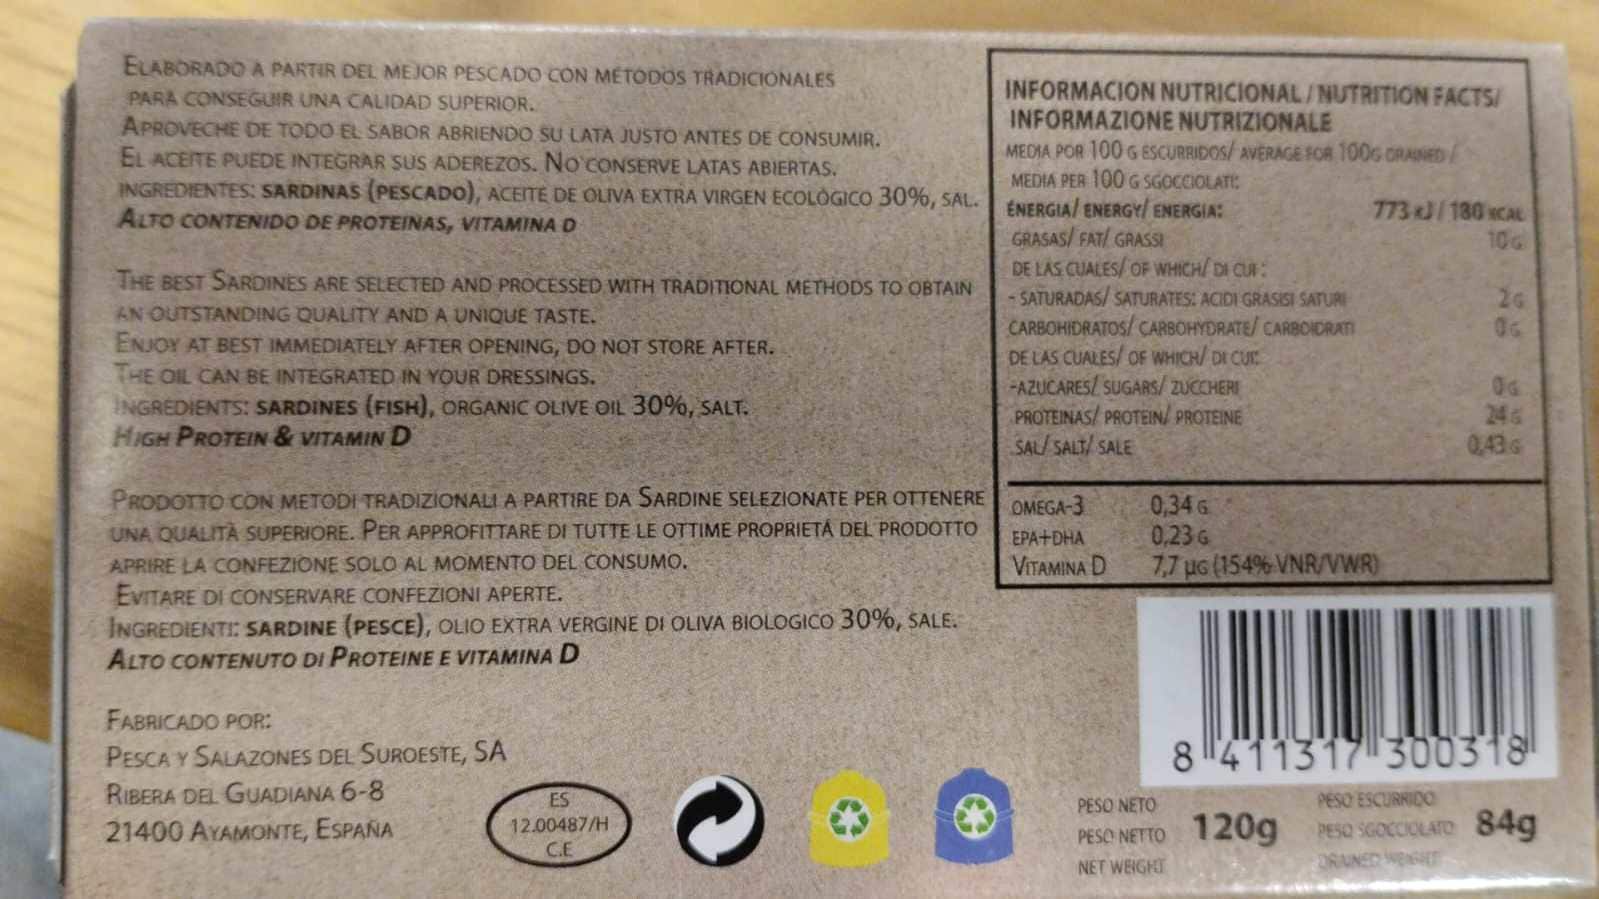 ELABORADO A PARTIR DEL MEJOR PESCADO CON METODOS TRADICIONALES
PARA CONSEGUIR UNA CALIDAD SUPERIOR.
APROVECHE DE TODO EL SABOR ABRIENDO SU LATA JUSTO ANTES DE CONSUMIR.
EL ACEITE PUEDE INTEGRAR SUS ADEREZOS. NO CONSERVE LATAS ABIERTAS.
INGREDIENTES: SARDINAS (PESCADO), ACEITE DE OLIVA EXTRA VIRGEN ECOLÓGICO 30%, SAL.
ALTO CONTENIDO DE PROTEINAS, VITAMINA D
THE BEST SARDINES ARE SELECTED AND PROCESSED WITH TRADITIONAL METHODS TO OBTAIN
AN OUTSTANDING QUALITY AND A UNIQUE TASTE.
ENJOY AT BEST IMMEDIATELY AFTER OPENING, DO NOT STORE AFTER.
THE OIL CAN BE INTEGRATED IN YOUR DRESSINGS.
INGREDIENTS: SARDINES (FISH), ORGANIC OLIVE OIL 30%, SALT.
HIGH PROTEIN & VITAMIN D
PRODOTTO CON METODI TRADIZIONALI A PARTIRE DA SARDINE SELEZIONATE PER OTTENERE
UNA QUALITÀ SUPERIORE. PER APPROFITTARE DI TUTTE LE OTTIME PROPRIETÁ DEL PRODOTTO
APRIRE LA CONFEZIONE SOLO AL MOMENTO DEL CONSUMO.
EVITARE DI CONSERVARE CONFEZIONI APERTE.
INGREDIENTI: SARDINE (PESCE), OLIO EXTRA VERGINE DI OLIVA BIOLOGICO 30%, SALE.
ALTO CONTENUTO DI PROTEINE E VITAMINA D
FABRICADO POR:
PESCA Y SALAZONES DEL SUROESTE, SA
RIBERA DEL GUADIANA 6-8
21400 AYAMONTE, ESPAÑA
ES
12.00487/H
C.E
INFORMACION NUTRICIONAL / NUTRITION FACTS/
INFORMAZIONE NUTRIZIONALE
MEDIA POR 100 G ESCURRIDOS/ AVERAGE FOR 100G DRAINED /
MEDIA PER 100 G SGOCCIOLATI:
ENERGIA/ ENERGY/ ENERGIA: 773 KJ / 180 KCAL
GRASAS/ FAT/ GRASSI 10 G
DE LAS CUALES/ OF WHICH/ DI CUI :
- SATURADAS/ SATURATES: ACIDI GRASISI SATURI 2 G
CARBOHIDRATOS/ CARBOHYDRATE/ CARBOIDRATI 0 G
DE LAS CUALES/ OF WHICH/ DI CUI:
-AZUCARES/ SUGARS/ ZUCCHERI 0 G
PROTEINAS/ PROTEIN/ PROTEINE 24 G
SAL/ SALT/ SALE 0,43 G
OMEGA-3 0,34 G
EPA+DHA 0,23 G
VITAMINA D 7,7 µG (154% VNR/VWR)
8 411317 300318
PESO NETO
PESO NETTO
NET WEIGHT
120g
PESO ESCURRIDO
PESO SGOCCIOLATO
DRAINED WEIGHT
84g